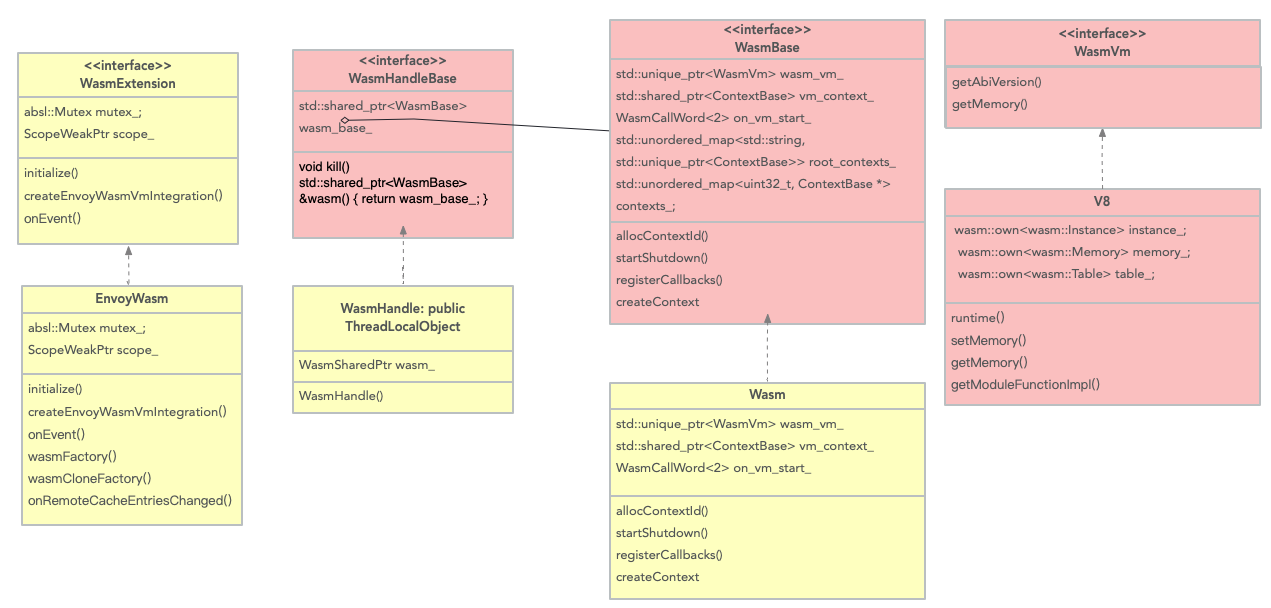 <<interface>>
WasmExtension
absl::Mutex mutex_;
ScopeWeakPtr scope_
initialize()
createEnvoyWasmVmIntegration()
onEvent()
EnvoyWasm
absl::Mutex mutex_;
ScopeWeakPtr scope_
initialize()
createEnvoyWasmVmIntegration()
onEvent()
wasmFactory()
wasmCloneFactory()
onRemoteCacheEntriesChanged()
<<interface>>
WasmHandleBase
std::shared_ptr<WasmBase>
wasm_base_
void kill()
std::shared_ptr<WasmBase>
&wasm() { return wasm_base_; }
WasmHandle: public
ThreadLocalObject
WasmSharedPtr wasm_
WasmHandle()
<<interface>>
WasmBase
std::unique_ptr<WasmVm> wasm_vm_
std::shared_ptr<ContextBase> vm_context_
WasmCallWord<2> on_vm_start_
std::unordered_map<std::string,
std::unique_ptr<ContextBase>> root_contexts_
std::unordered_map<uint32_t, ContextBase *>
contexts_;
allocContextId()
startShutdown()
registerCallbacks()
createContext
Wasm
std::unique_ptr<WasmVm> wasm_vm_
std::shared_ptr<ContextBase> vm_context_
WasmCallWord<2> on_vm_start_
allocContextId()
startShutdown()
registerCallbacks()
createContext
<<interface>>
WasmVm
getAbiVersion()
getMemory()
V8
wasm::own<wasm::Instance> instance_;
wasm::own<wasm::Memory> memory_;
wasm::own<wasm::Table> table_;
runtime()
setMemory()
getMemory()
getModuleFunctionImpl()